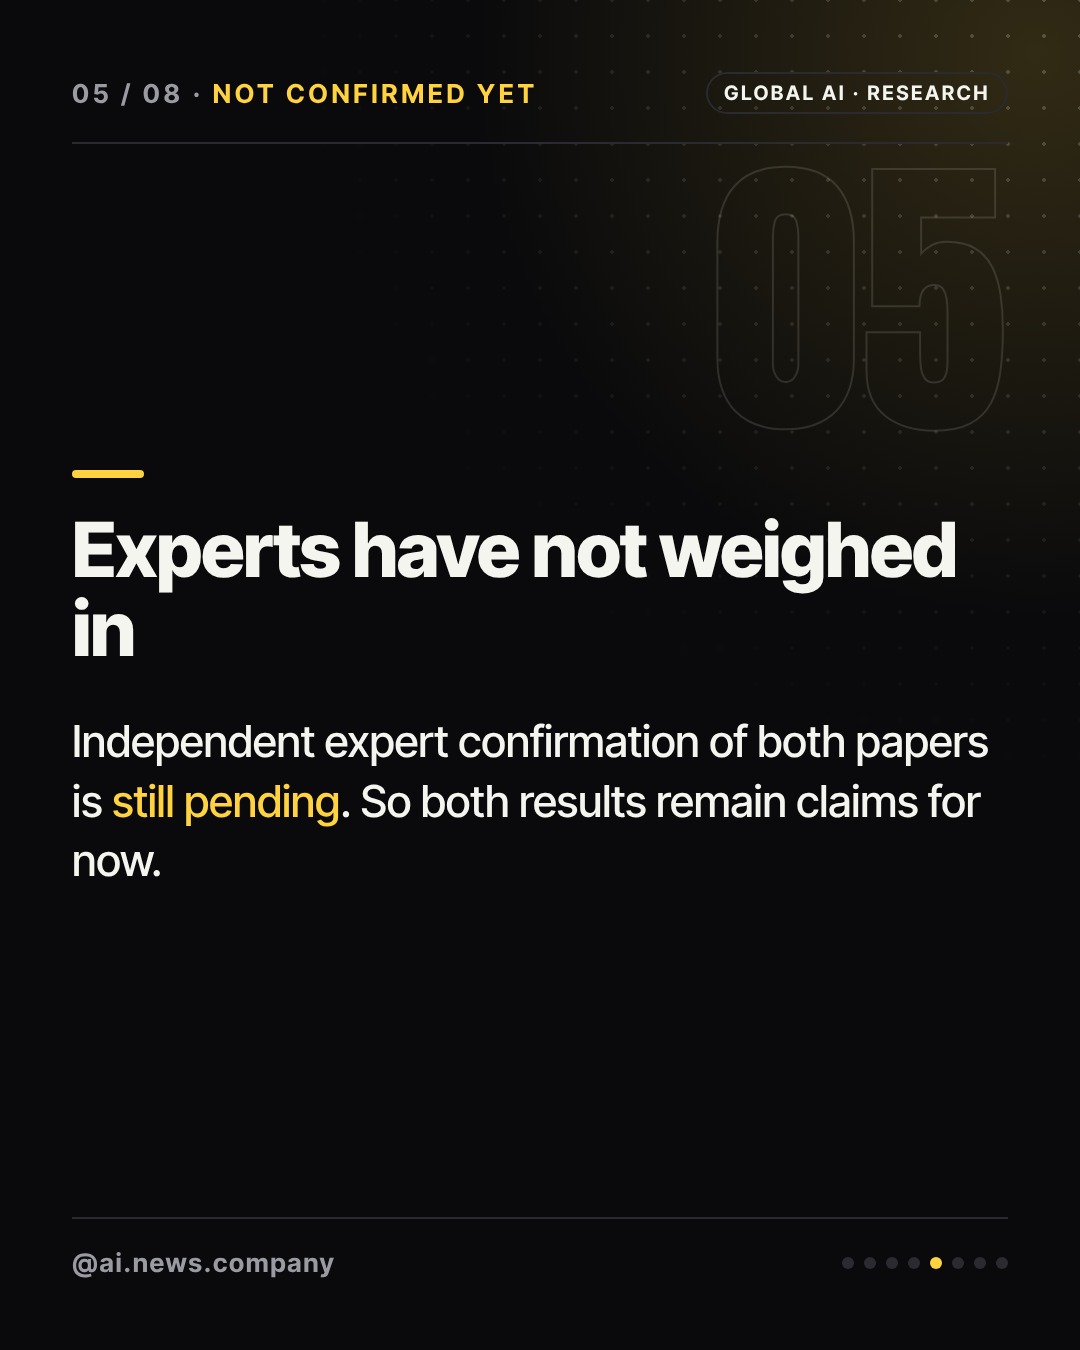 05 / 08 · NOT CONFIRMED YET
GLOBAL AI · RESEARCH
05
Experts have not weighed
in
Independent expert confirmation of both papers
is still pending. So both results remain claims for
now.
@ai.news.company